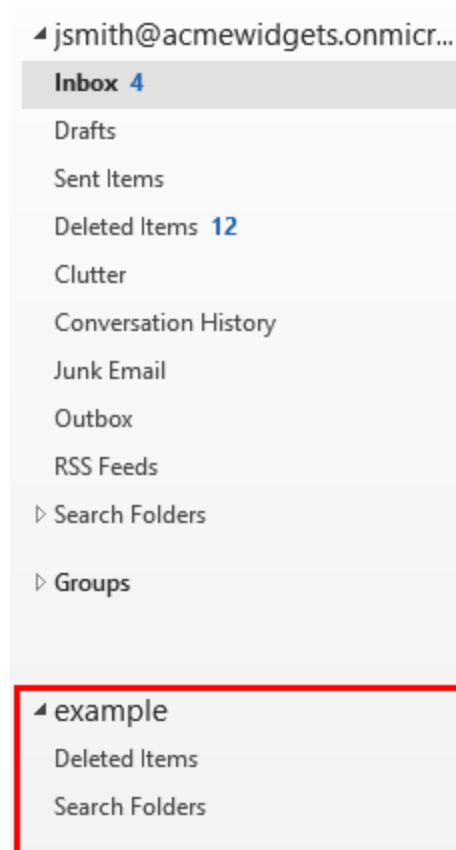 jsmith@acmewidgets.onmicr...
Inbox 4
Drafts
Sent Items
Deleted Items 12
Clutter
Conversation History
Junk Email
Outbox
RSS Feeds
Search Folders
Groups
example
Deleted Items
Search Folders